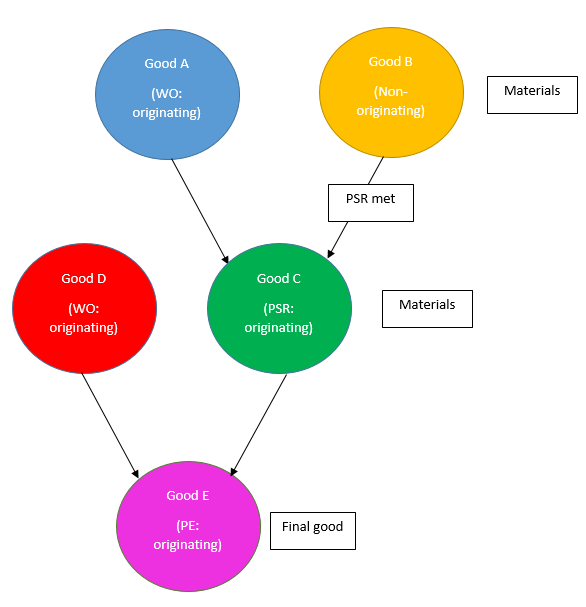 Good A
(WO:
originating)
Good B
(Non-
originating)
Materials
PSR met
Good D
(WO:
originating)
Good C
(PSR:
originating)
Materials
Good E
(PE:
originating)
Final good